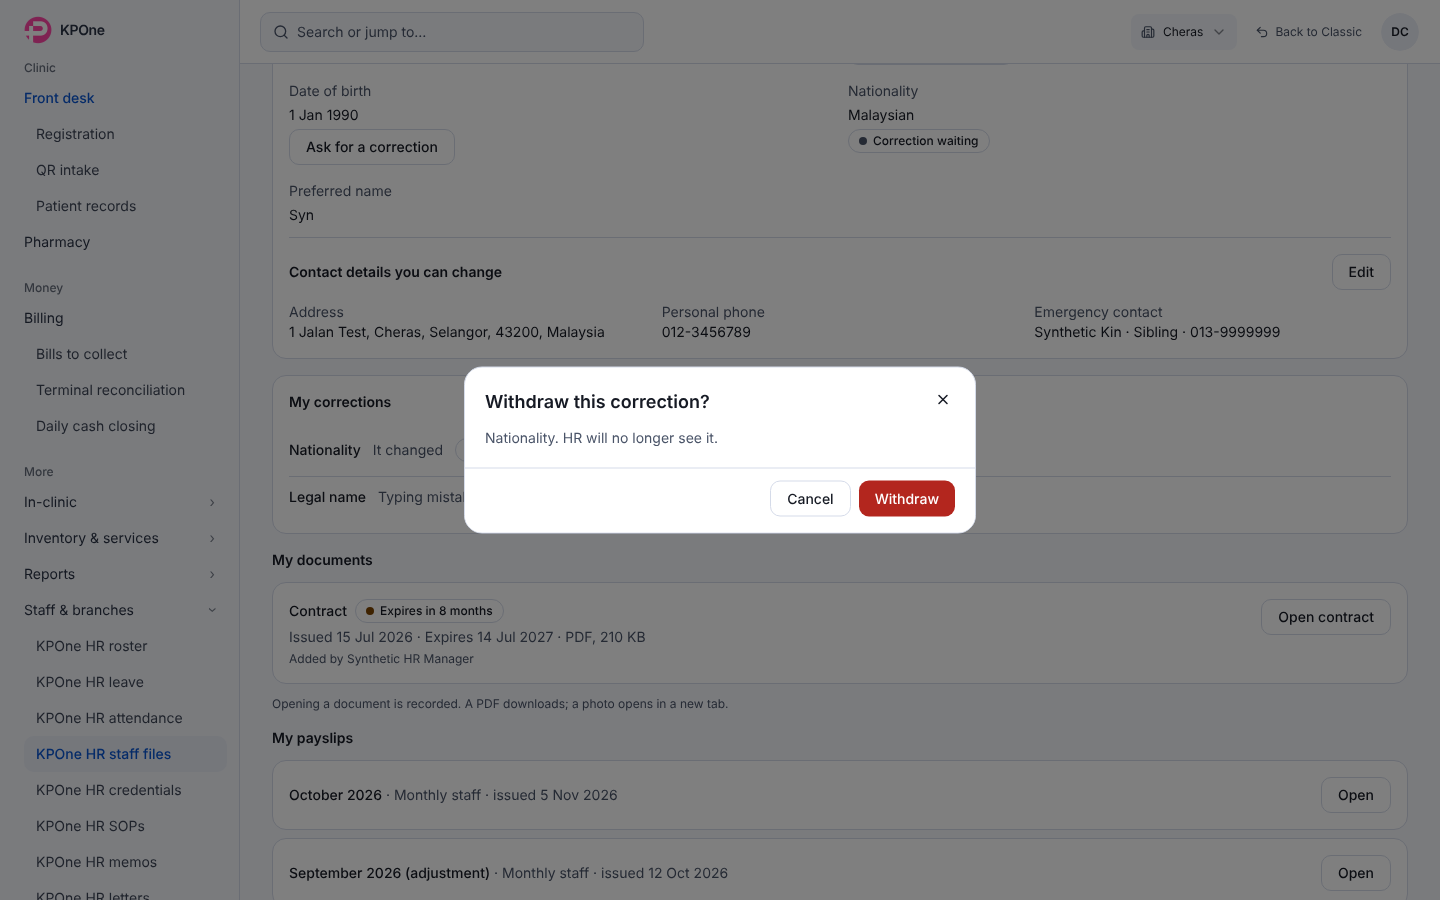 KPOne
Search or jump to...
Cheras
Back to Classic
DC
Clinic
Front desk
Registration
QR intake
Patient records
Pharmacy
Money
Billing
Bills to collect
Terminal reconciliation
Daily cash closing
More
In-clinic
Inventory & services
Reports
Staff & branches
KPOne HR roster
KPOne HR leave
KPOne HR attendance
KPOne HR staff files
KPOne HR credentials
KPOne HR SOPs
KPOne HR memos
KPOne HR letters
Date of birth
1 Jan 1990
Ask for a correction
Nationality
Malaysian
Correction waiting
Preferred name
Syn
Contact details you can change
Edit
Address
1 Jalan Test, Cheras, Selangor, 43200, Malaysia
Personal phone
012-3456789
Emergency contact
Synthetic Kin · Sibling · 013-9999999
My corrections
Nationality It changed
Legal name Typing
Withdraw this correction?
Nationality. HR will no longer see it.
Cancel
Withdraw
My documents
Contract
Expires in 8 months
Issued 15 Jul 2026 · Expires 14 Jul 2027 · PDF, 210 KB
Added by Synthetic HR Manager
Open contract
Opening a document is recorded. A PDF downloads; a photo opens in a new tab.
My payslips
October 2026 · Monthly staff · issued 5 Nov 2026
Open
September 2026 (adjustment) · Monthly staff · issued 12 Oct 2026
Open